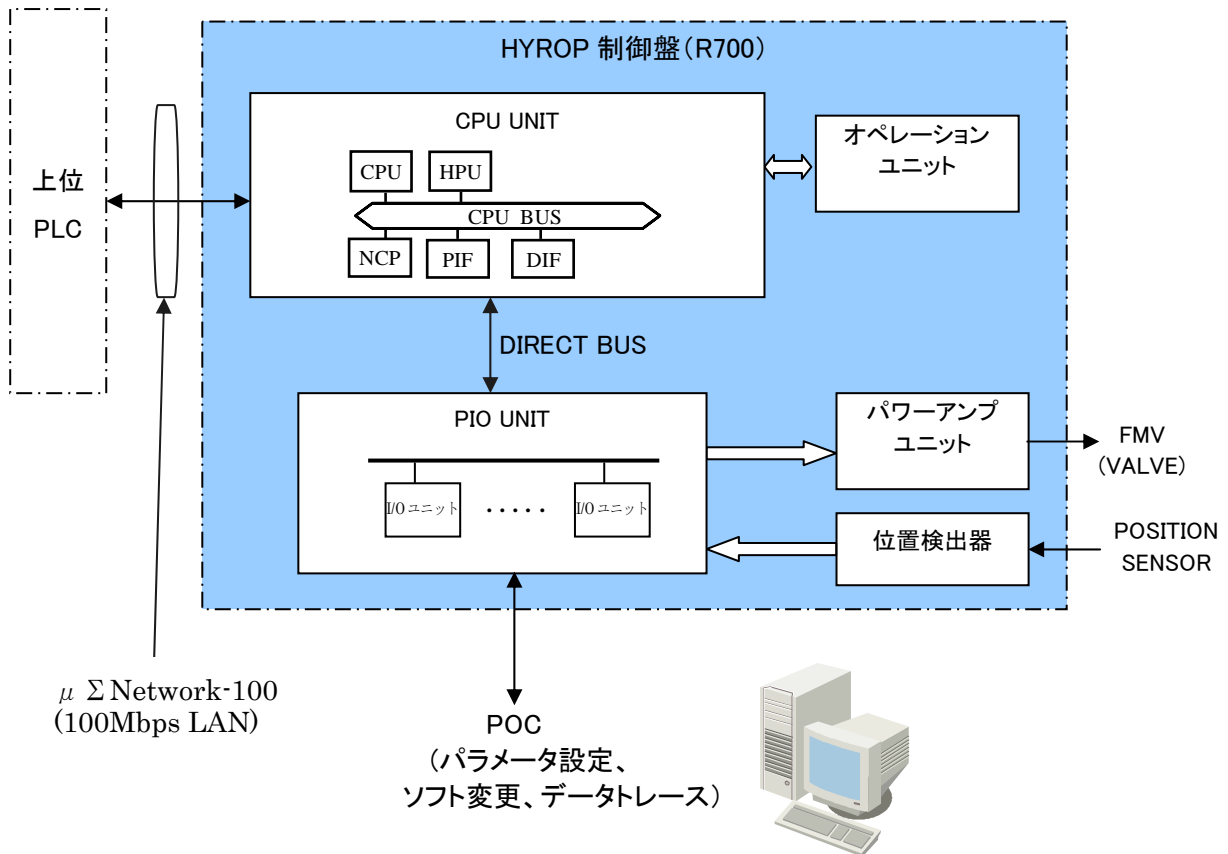 HYROP 制御盤(R700)
上位
PLC
CPU UNIT
CPU
HPU
CPU BUS
NCP
PIF
DIF
オペレーション
ユニット
DIRECT BUS
PIO UNIT
I/O ユニット
・・・・・
I/O ユニット
パワーアンプ
ユニット
FMV
(VALVE)
位置検出器
POSITION
SENSOR
μ Σ Network-100
(100Mbps LAN)
POC
(パラメータ設定、
ソフト変更、データトレース)